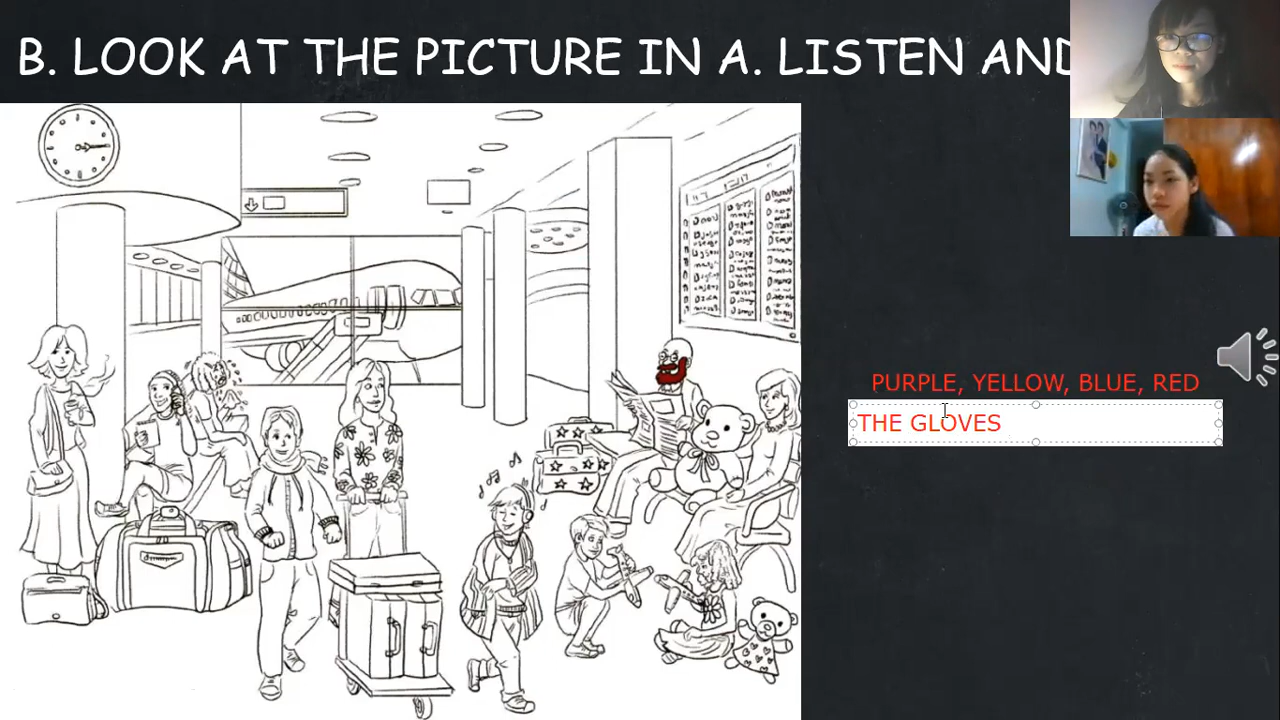 B. LOOK AT THE PICTURE IN A. LISTEN AND
PURPLE, YELLOW, BLUE, RED
THE GLOVES